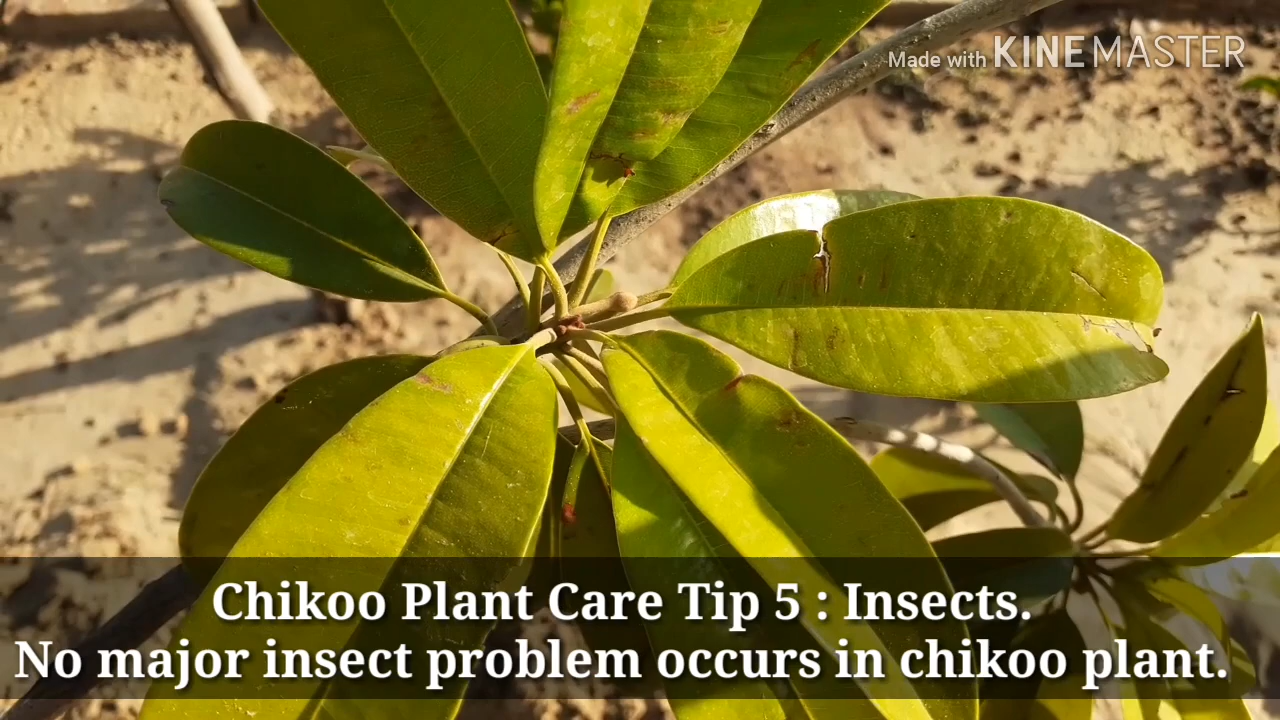 Made with KINEMASTER
Chikoo Plant Care Tip 5 : Insects.
No major insect problem occurs in chikoo plant.